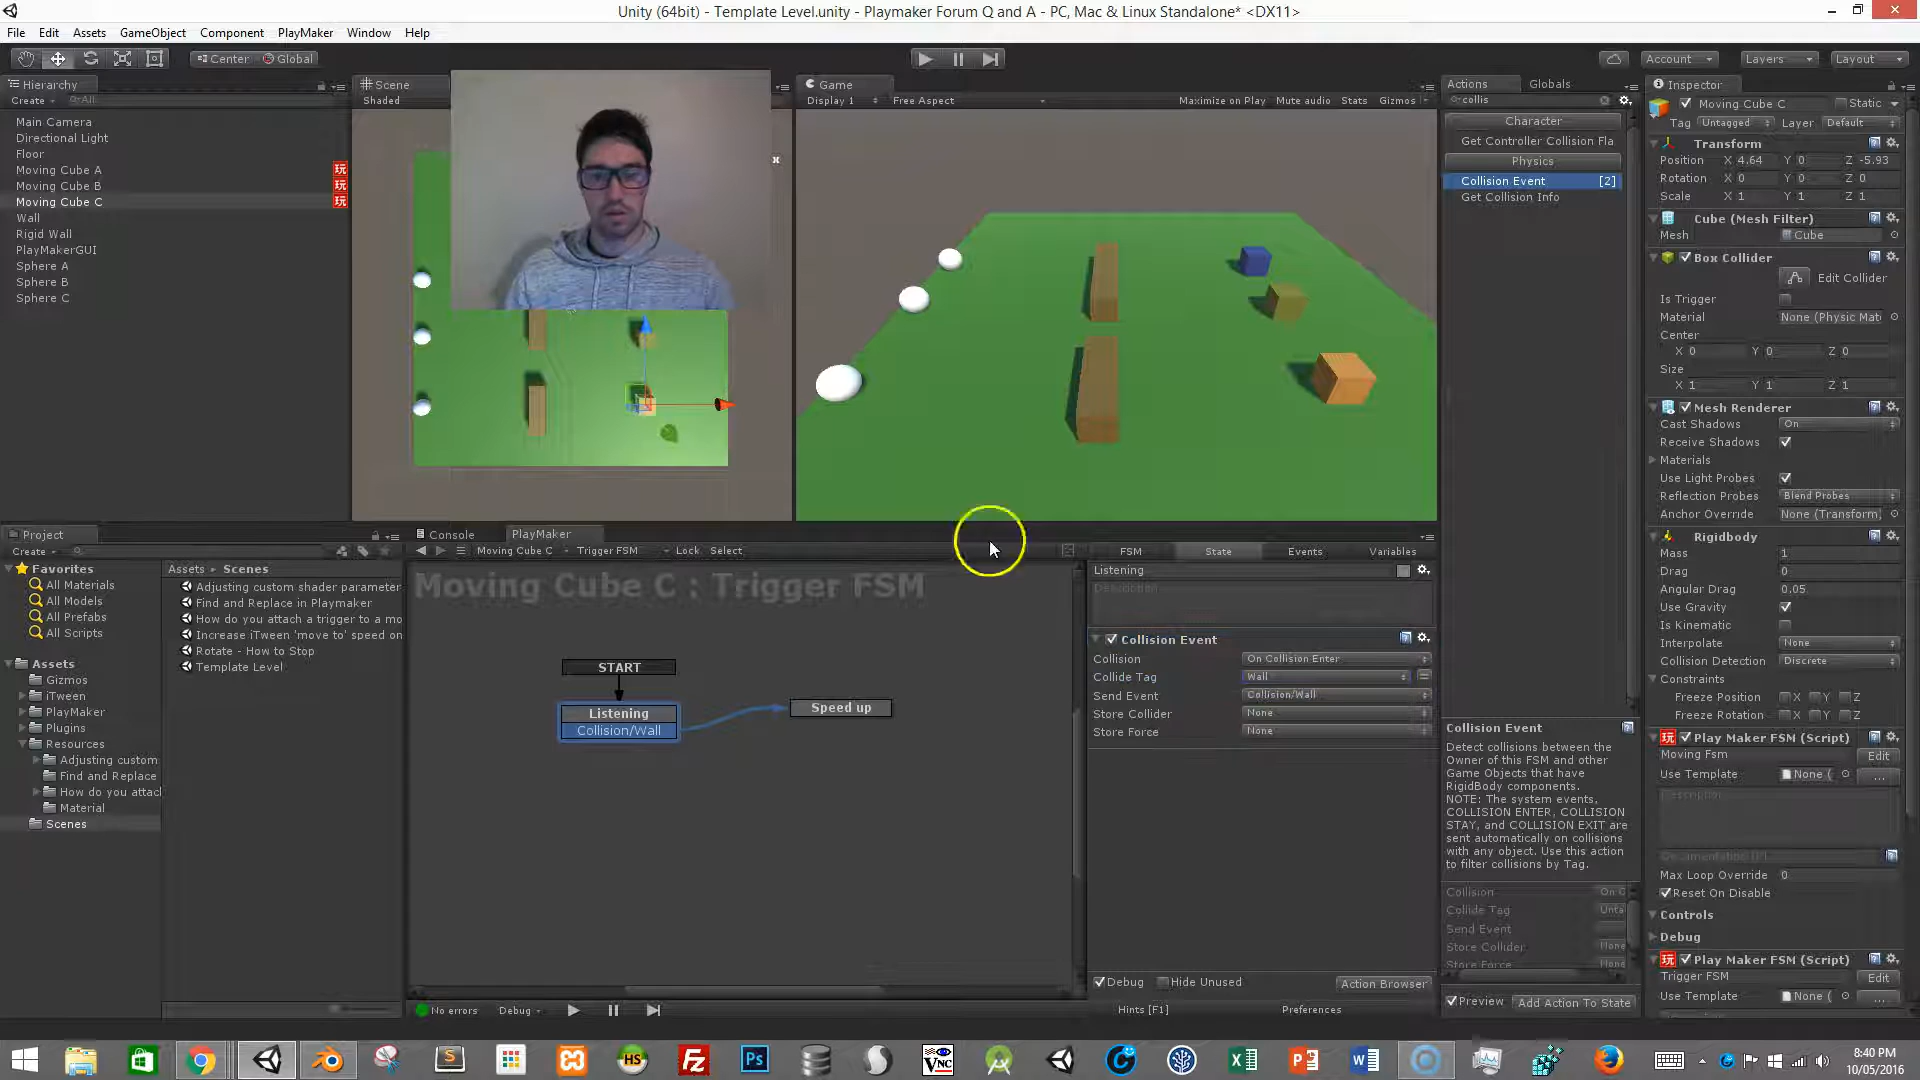 Unity (64bit) - Template Level.unity - Playmaker Forum Q and A - PC, Mac & Linux Standalone* <DX11>
File Edit Assets GameObject Component PlayMaker Window Help
Center Global Account Layers Layout
Hierarchy
Create All
Main Camera
Directional Light
Floor
Moving Cube A
Moving Cube B
Moving Cube C
Wall
Rigid Wall
PlayMakerGUI
Sphere A
Sphere B
Sphere C
Scene
Shaded
Game
Display 1 Free Aspect Maximize on Play Mute audio Stats Gizmos
Actions Globals
collis
Character
Get Controller Collision Fla
Physics
Collision Event [2]
Get Collision Info
Collision Event
Detect collisions between the
Owner of this FSM and other
Game Objects that have
RigidBody components.
NOTE: The system events,
COLLISION ENTER, COLLISION
STAY, and COLLISION EXIT are
sent automatically on collisions
with any object. Use this action
to filter collisions by Tag.
Collision On C
Collide Tag Unta
Send Event
Store Collider None
Store Force None
Preview Add Action To State
Inspector
Moving Cube C Static
Tag Untagged Layer Default
Transform
Position X 4.64 Y 0 Z -5.93
Rotation X 0 Y 0 Z 0
Scale X 1 Y 1 Z 1
Cube (Mesh Filter)
Mesh Cube
Box Collider
Edit Collider
Is Trigger
Material None (Physic Mat
Center
X 0 Y 0 Z 0
Size
X 1 Y 1 Z 1
Mesh Renderer
Cast Shadows On
Receive Shadows
Materials
Use Light Probes
Reflection Probes Blend Probes
Anchor Override None (Transform)
Rigidbody
Mass 1
Drag 0
Angular Drag 0.05
Use Gravity
Is Kinematic
Interpolate None
Collision Detection Discrete
Constraints
Freeze Position X Y Z
Freeze Rotation X Y Z
Play Maker FSM (Script)
Moving Fsm Edit
Use Template None ( ...
Description...
Max Loop Override 0
Reset On Disable
Controls
Debug
Play Maker FSM (Script)
Trigger FSM Edit
Use Template None ( ...
Project
Create
Favorites
All Materials
All Models
All Prefabs
All Scripts
Assets
Gizmos
iTween
PlayMaker
Plugins
Resources
Adjusting custom
Find and Replace
How do you attacl
Material
Scenes
Assets Scenes
Adjusting custom shader parameter
Find and Replace in Playmaker
How do you attach a trigger to a mo
Increase iTween 'move to' speed on
Rotate - How to Stop
Template Level
Console PlayMaker
Moving Cube C Trigger FSM Lock Select
Moving Cube C : Trigger FSM
START
Listening
Collision/Wall
Speed up
No errors Debug
FSM State Events Variables
Listening
Description...
Collision Event
Collision On Collision Enter
Collide Tag Wall
Send Event Collision/Wall
Store Collider None
Store Force None
Debug Hide Unused Action Browser
Hints [F1] Preferences
8:40 PM
10/05/2016